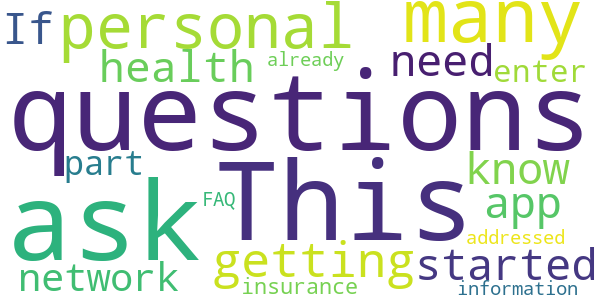 If personal many
health already need enter
questions
part This know
ask FAQ app
getting addressed
network started
insurance information